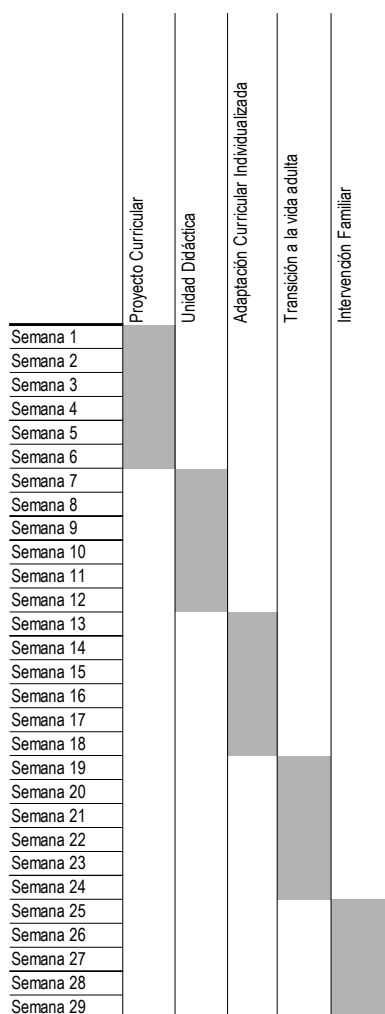 Proyecto Curricular
Unidad Didáctica
Adaptación Curricular Individualizada
Transición a la vida adulta
Intervención Familiar
Semana 1
Semana 2
Semana 3
Semana 4
Semana 5
Semana 6
Semana 7
Semana 8
Semana 9
Semana 10
Semana 11
Semana 12
Semana 13
Semana 14
Semana 15
Semana 16
Semana 17
Semana 18
Semana 19
Semana 20
Semana 21
Semana 22
Semana 23
Semana 24
Semana 25
Semana 26
Semana 27
Semana 28
Semana 29